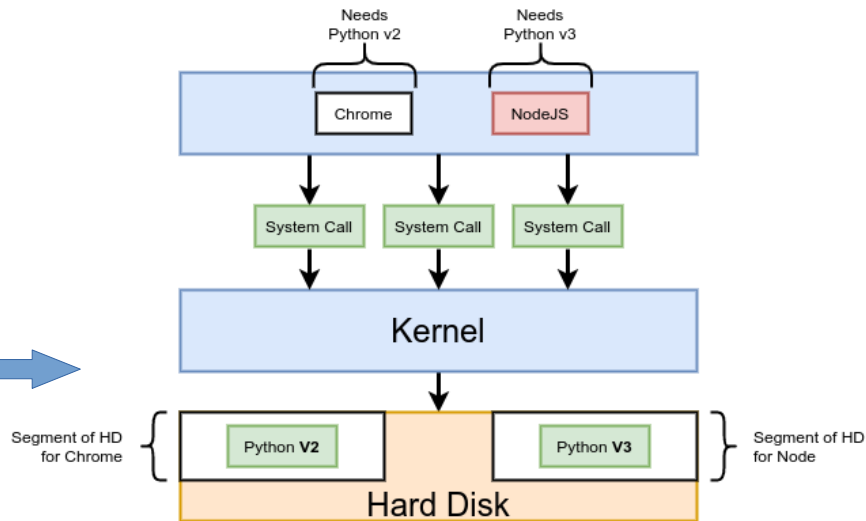 Needs
Python v2
Needs
Python v3
Chrome
NodeJS
System Call
System Call
System Call
Kernel
Segment of HD
for Chrome
Python V2
Python V3
Segment of HD
for Node
Hard Disk